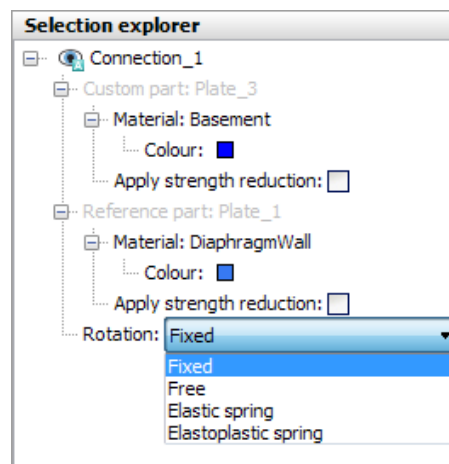 Selection explorer
Connection_1
Custom part: Plate_3
Material: Basement
Colour:
Apply strength reduction:
Reference part: Plate_1
Material: DiaphragmWall
Colour:
Apply strength reduction:
Rotation: Fixed
Fixed
Free
Elastic spring
Elastoplastic spring